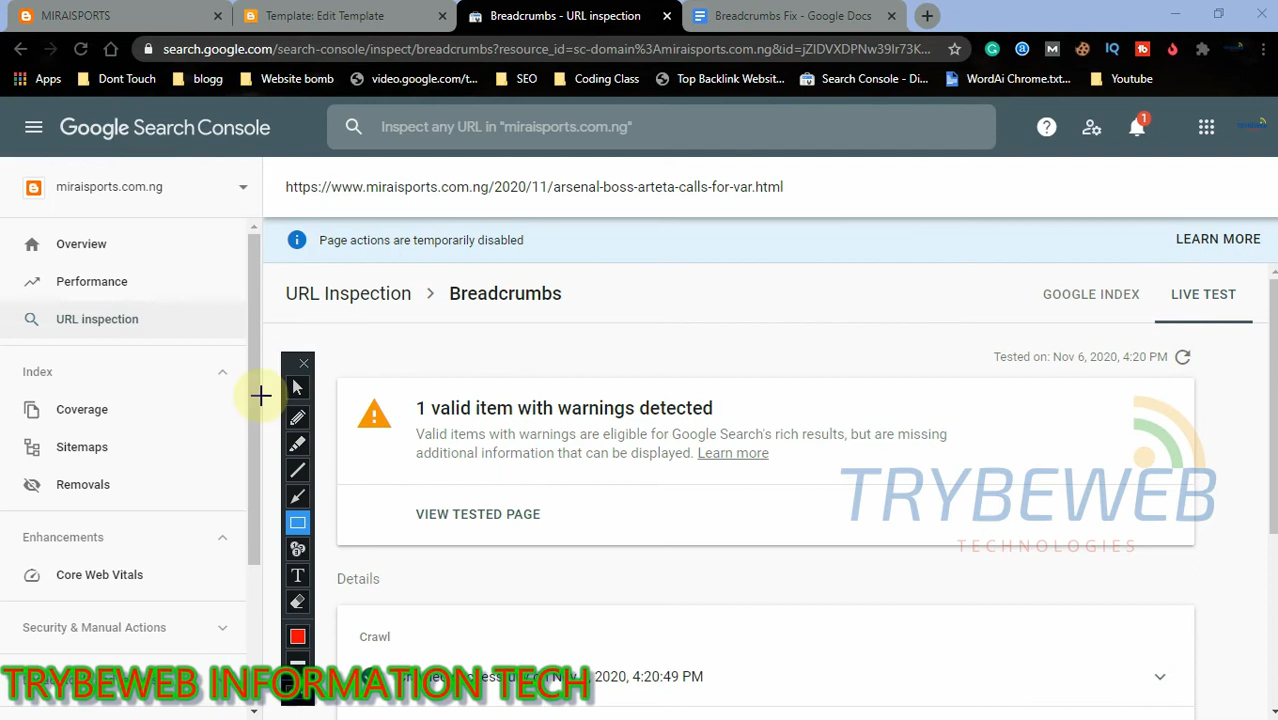 MIRAISPORTS
Template: Edit Template
Breadcrumbs - URL inspection
Breadcrumbs Fix - Google Docs
search.google.com/search-console/inspect/breadcrumbs?resource_id=sc-domain%3Amiraisports.com.ng&id=jZIDVXDPNw39Ir73K...
Apps
Dont Touch
blogg
Website bomb
video.google.com/t...
SEO
Coding Class
Top Backlink Websit...
Search Console - Di...
WordAi Chrome.txt...
Youtube
Google Search Console
Inspect any URL in "miraisports.com.ng"
1
miraisports.com.ng
https://www.miraisports.com.ng/2020/11/arsenal-boss-arteta-calls-for-var.html
Overview
Page actions are temporarily disabled
LEARN MORE
Performance
URL Inspection
Breadcrumbs
GOOGLE INDEX
LIVE TEST
URL inspection
Tested on: Nov 6, 2020, 4:20 PM
Index
Coverage
1 valid item with warnings detected
Valid items with warnings are eligible for Google Search's rich results, but are missing
additional information that can be displayed. Learn more
Sitemaps
Removals
VIEW TESTED PAGE
TRYBEWEB
TECHNOLOGIES
Enhancements
Core Web Vitals
Details
Security & Manual Actions
Crawl
2020, 4:20:49 PM
TRYBEWEB INFORMATION TECH